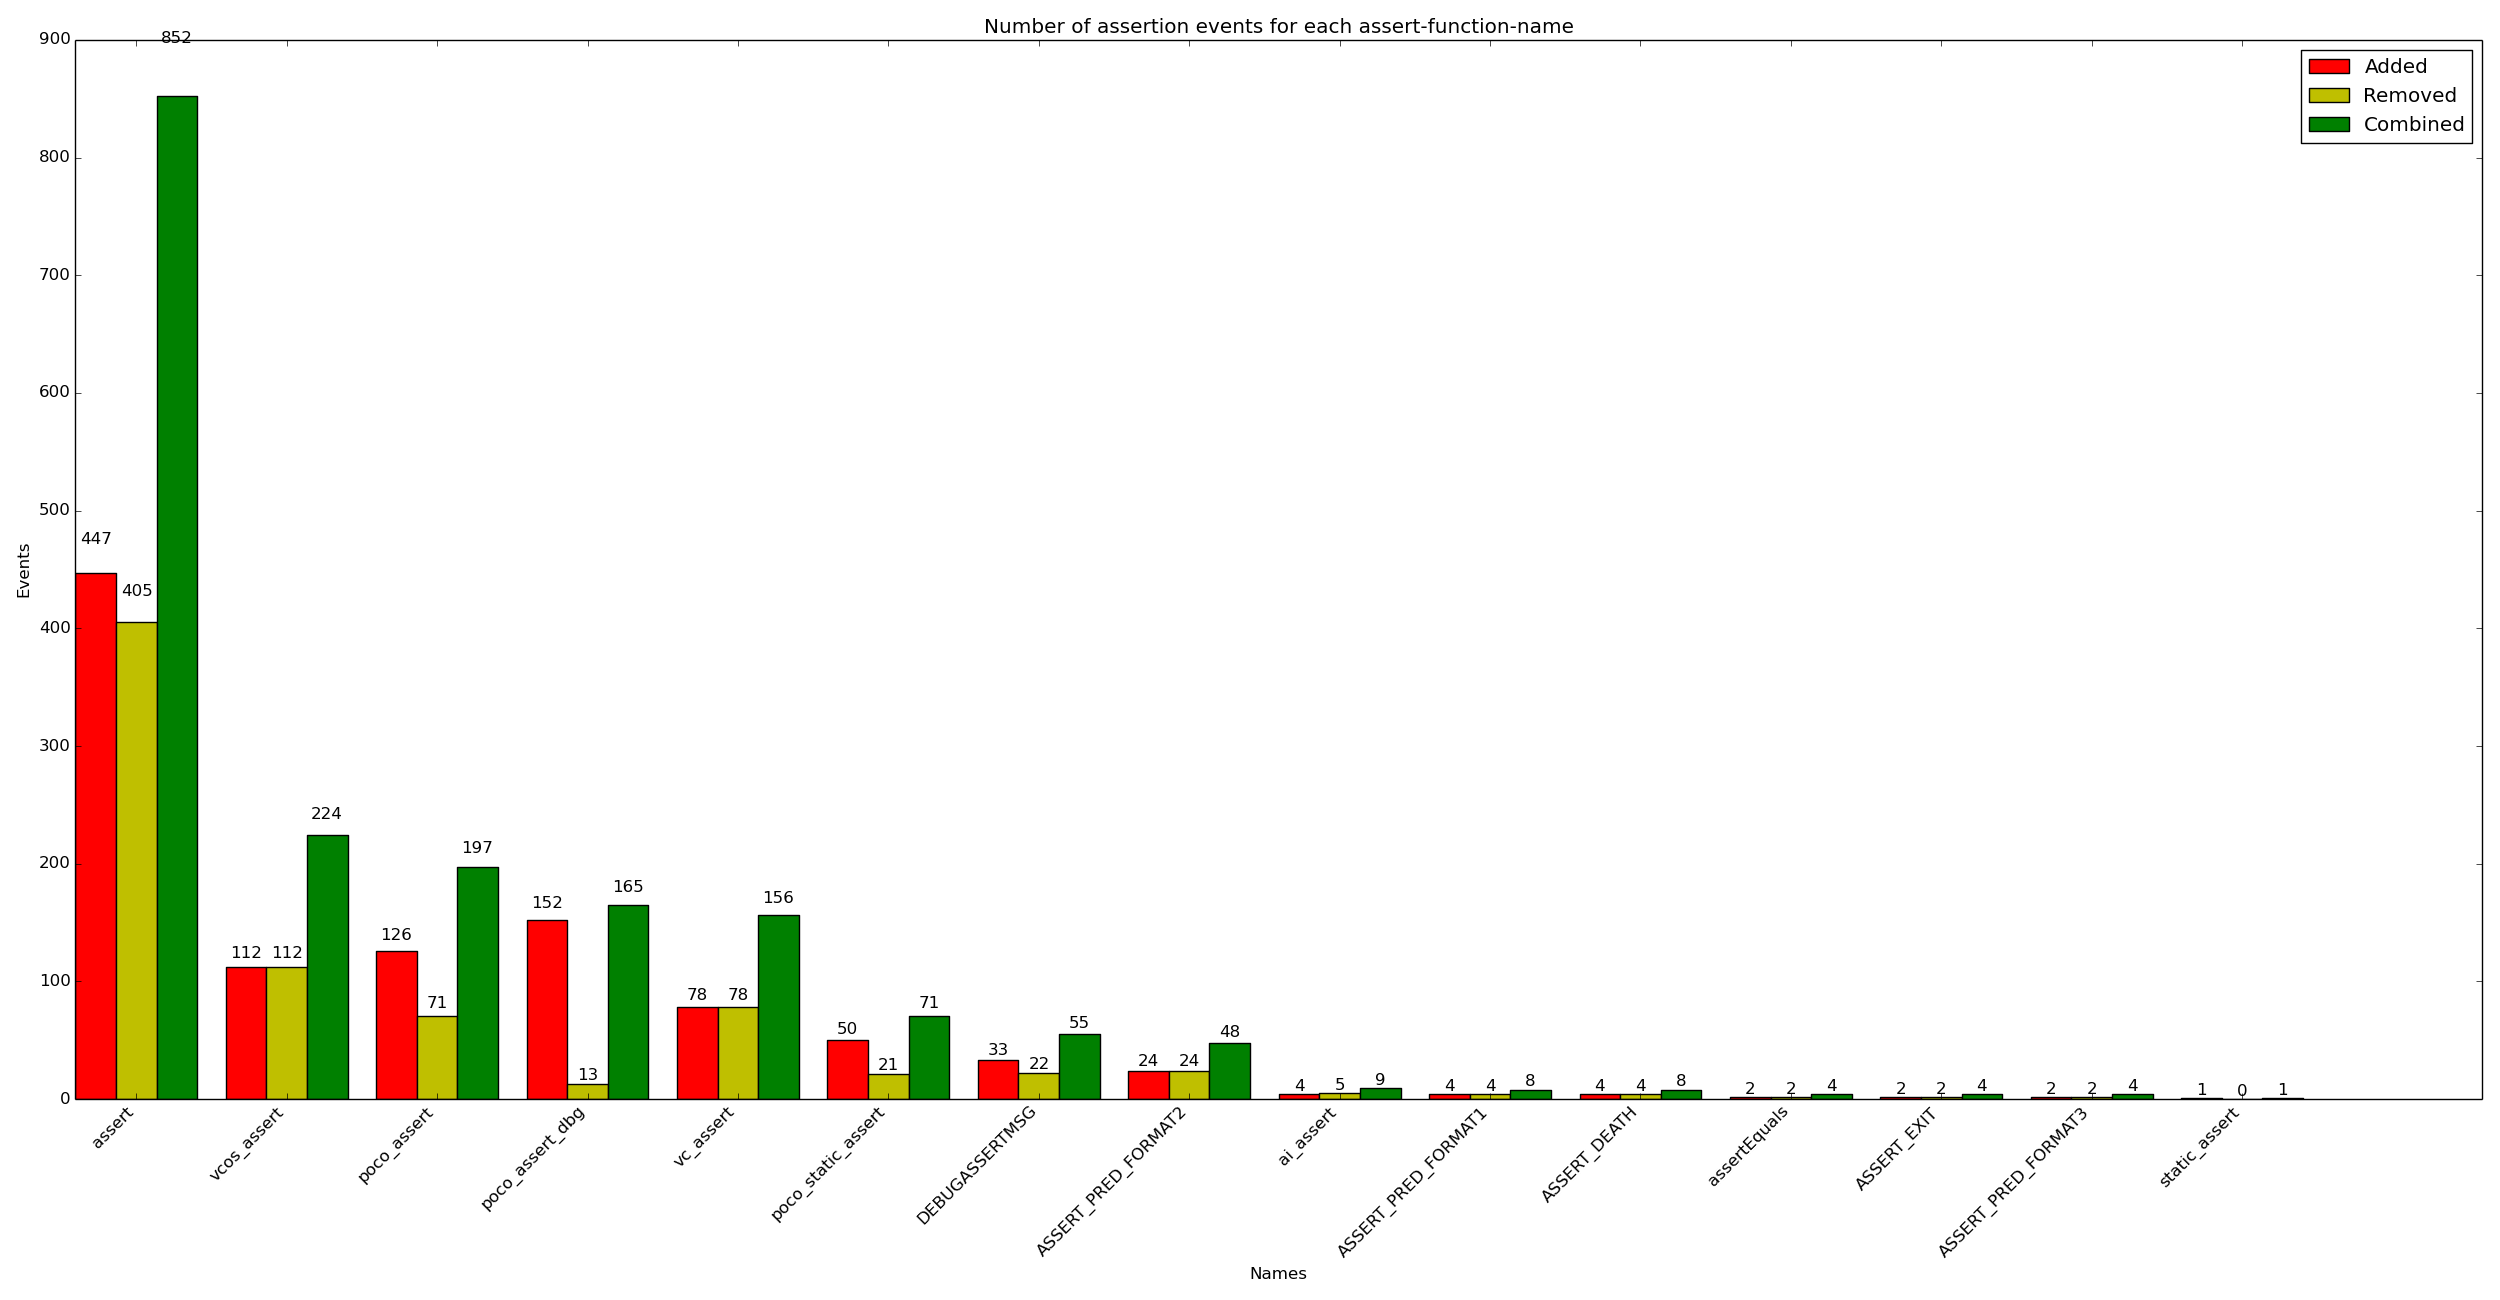 Number of assertion events for each assert-function-name
900
800
700
600
500
400
300
200
100
0
Events
Added
Removed
Combined
447
405
852
112
112
224
126
71
197
152
13
165
78
78
156
50
21
71
33
22
55
24
24
48
4
5
9
4
4
8
4
4
8
2
2
4
2
2
4
2
2
4
1
0
1
assert
vcos_assert
poco_assert
poco_assert_dbg
vc_assert
poco_static_assert
DEBUGASSERTMSG
ASSERT_PRED_FORMAT2
ai_assert
ASSERT_PRED_FORMAT1
ASSERT_DEATH
assertEquals
ASSERT_EXIT
ASSERT_PRED_FORMAT3
static_assert
Names